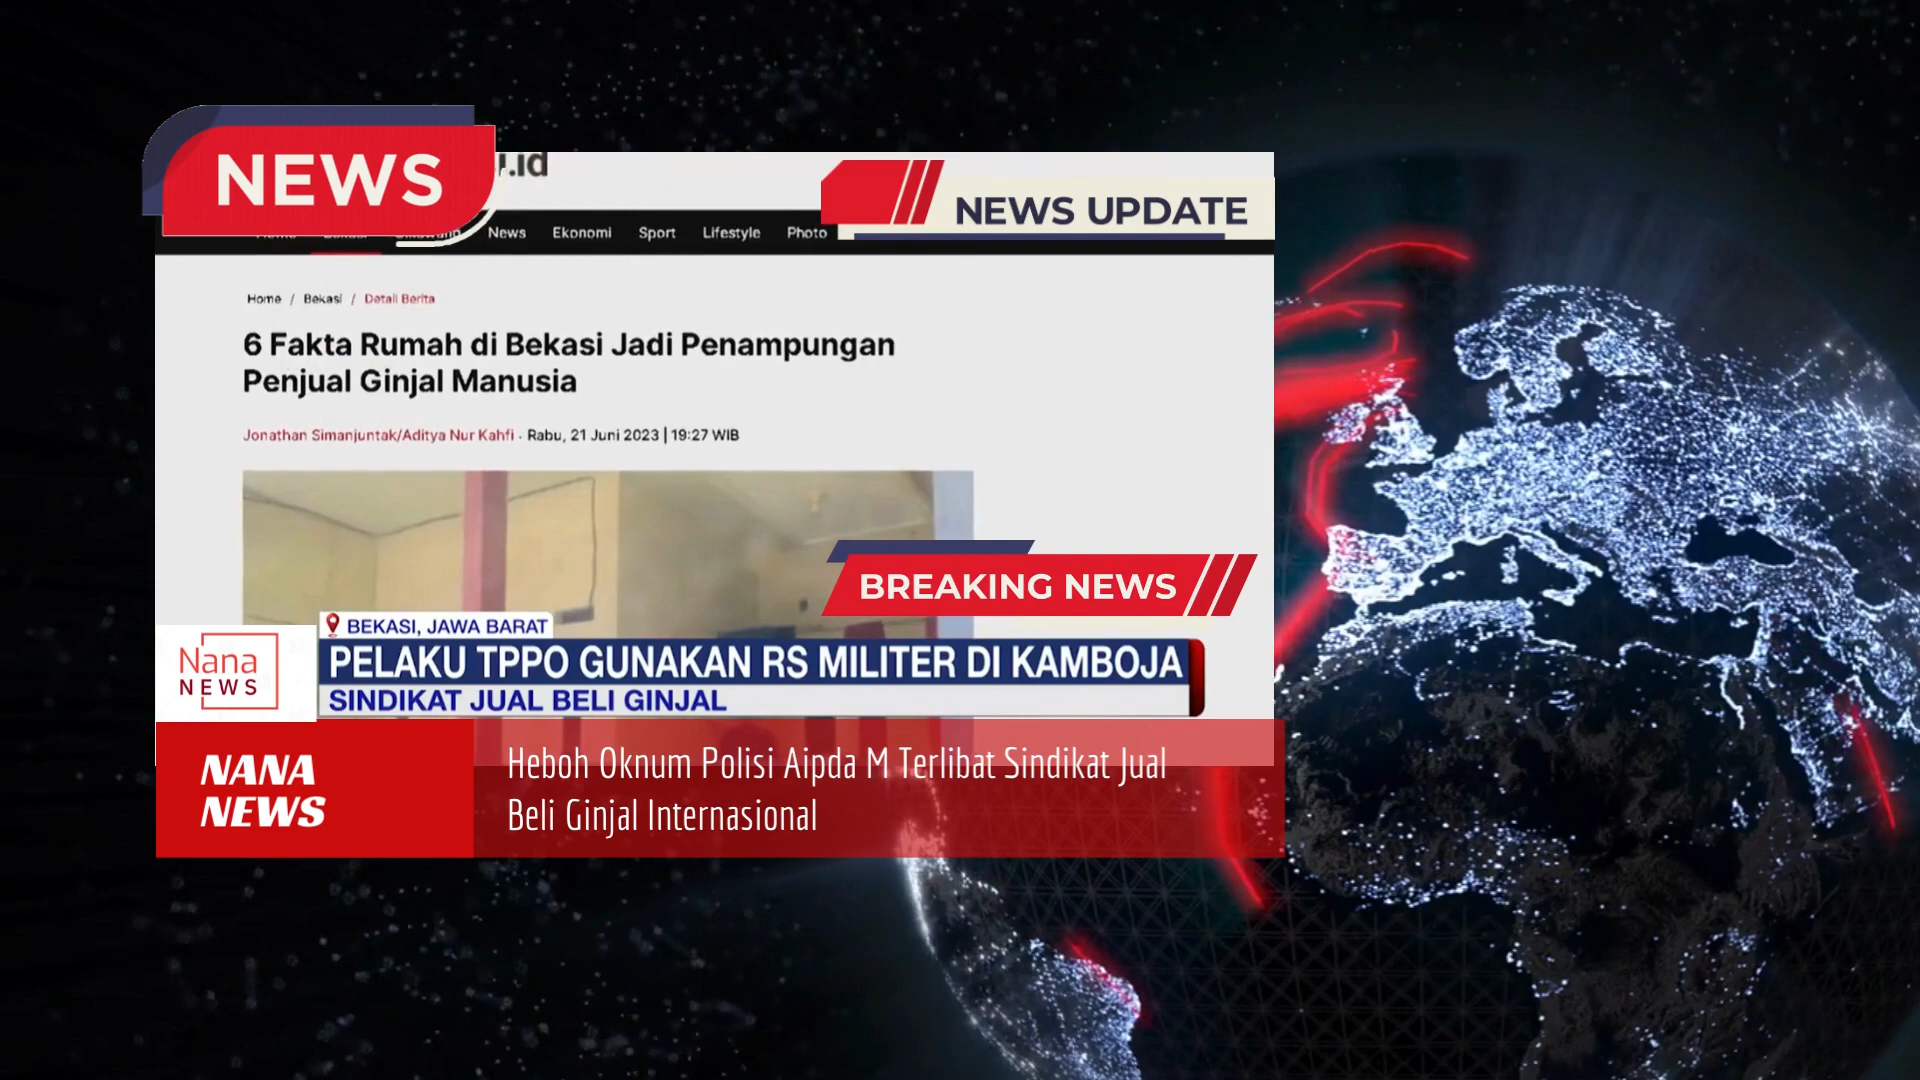 NEWS
.id
NEWS UPDATE
News Ekonomi Sport Lifestyle Photo
Home / Bekasi / Detail Berita
6 Fakta Rumah di Bekasi Jadi Penampungan
Penjual Ginjal Manusia
Jonathan Simanjuntak/Aditya Nur Kahfi · Rabu, 21 Juni 2023 | 19:27 WIB
BREAKING NEWS
BEKASI, JAWA BARAT
Nana
NEWS
PELAKU TPPO GUNAKAN RS MILITER DI KAMBOJA
SINDIKAT JUAL BELI GINJAL
NANA
NEWS
Heboh Oknum Polisi Aipda M Terlibat Sindikat Jual
Beli Ginjal Internasional